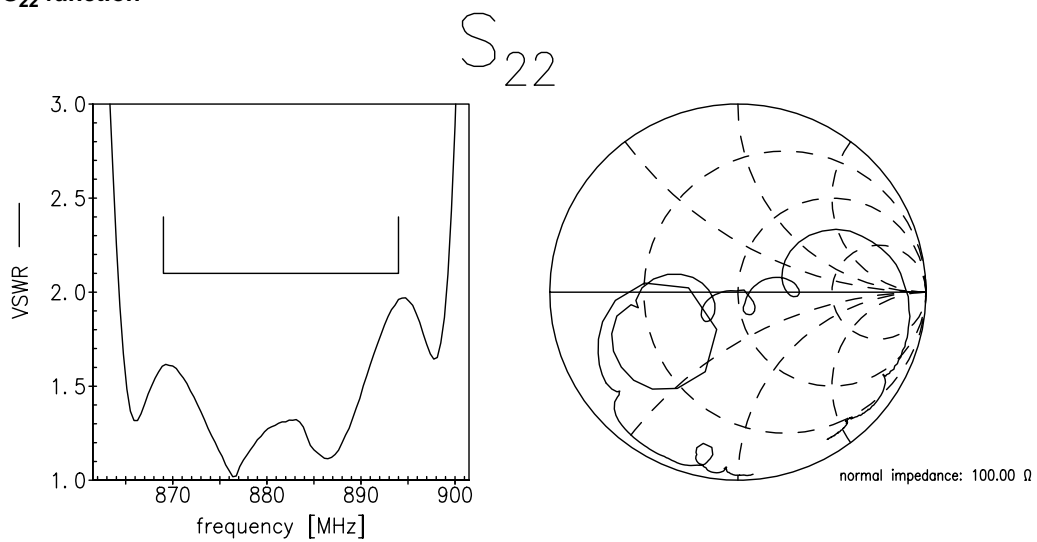 S22 function
S22
3.0
2.5
2.0
1.5
1.0
VSWR
870 880 890 900
frequency [MHz]
normal impedance: 100.00 Ω